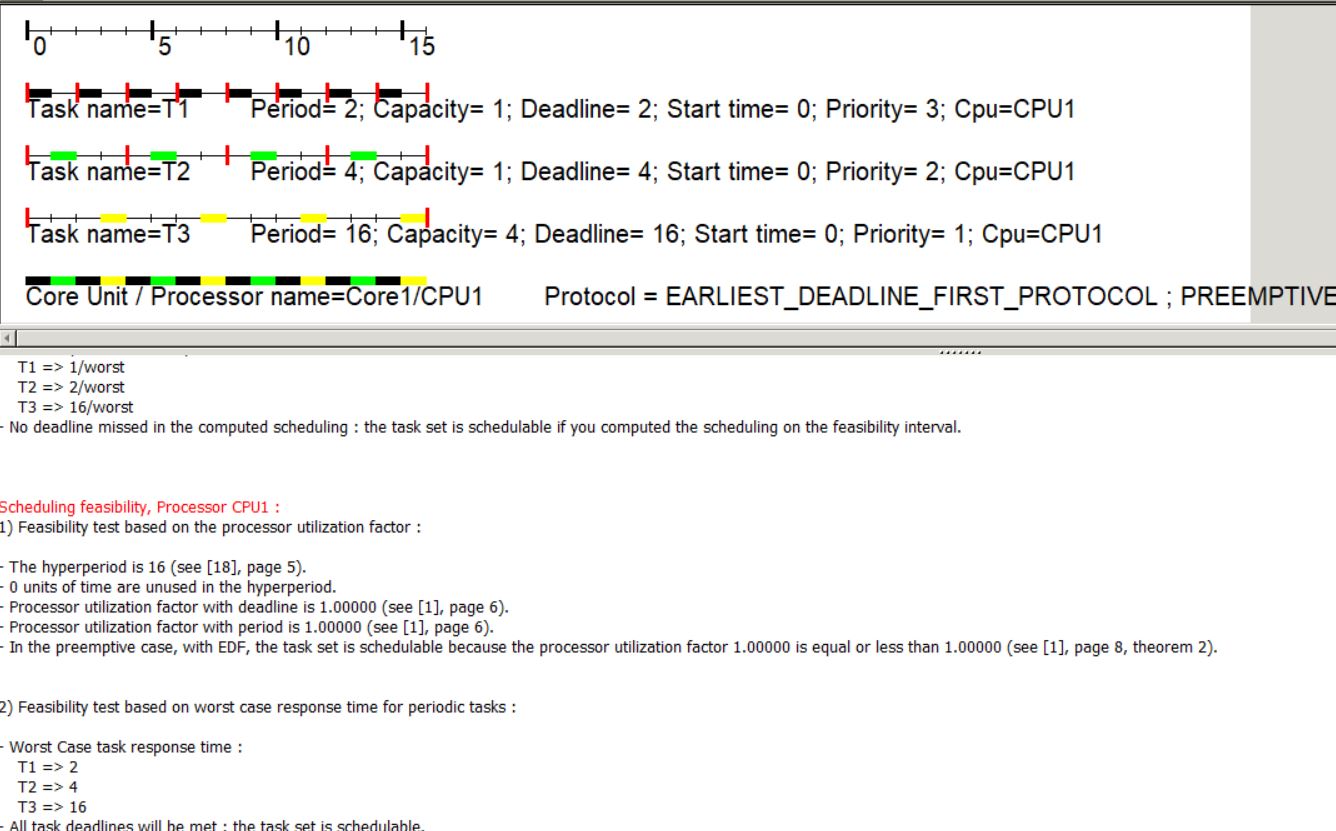 0 5 10 15
Task name=T1 Period= 2; Capacity= 1; Deadline= 2; Start time= 0; Priority= 3; Cpu=CPU1
Task name=T2 Period= 4; Capacity= 1; Deadline= 4; Start time= 0; Priority= 2; Cpu=CPU1
Task name=T3 Period= 16; Capacity= 4; Deadline= 16; Start time= 0; Priority= 1; Cpu=CPU1
Core Unit / Processor name=Core1/CPU1 Protocol = EARLIEST_DEADLINE_FIRST_PROTOCOL ; PREEMPTIVE
T1 => 1/worst
T2 => 2/worst
T3 => 16/worst
- No deadline missed in the computed scheduling : the task set is schedulable if you computed the scheduling on the feasibility interval.
Scheduling feasibility, Processor CPU1 :
1) Feasibility test based on the processor utilization factor :
- The hyperperiod is 16 (see [18], page 5).
- 0 units of time are unused in the hyperperiod.
- Processor utilization factor with deadline is 1.00000 (see [1], page 6).
- Processor utilization factor with period is 1.00000 (see [1], page 6).
- In the preemptive case, with EDF, the task set is schedulable because the processor utilization factor 1.00000 is equal or less than 1.00000 (see [1], page 8, theorem 2).
2) Feasibility test based on worst case response time for periodic tasks :
- Worst Case task response time :
T1 => 2
T2 => 4
T3 => 16
- All task deadlines will be met : the task set is schedulable.